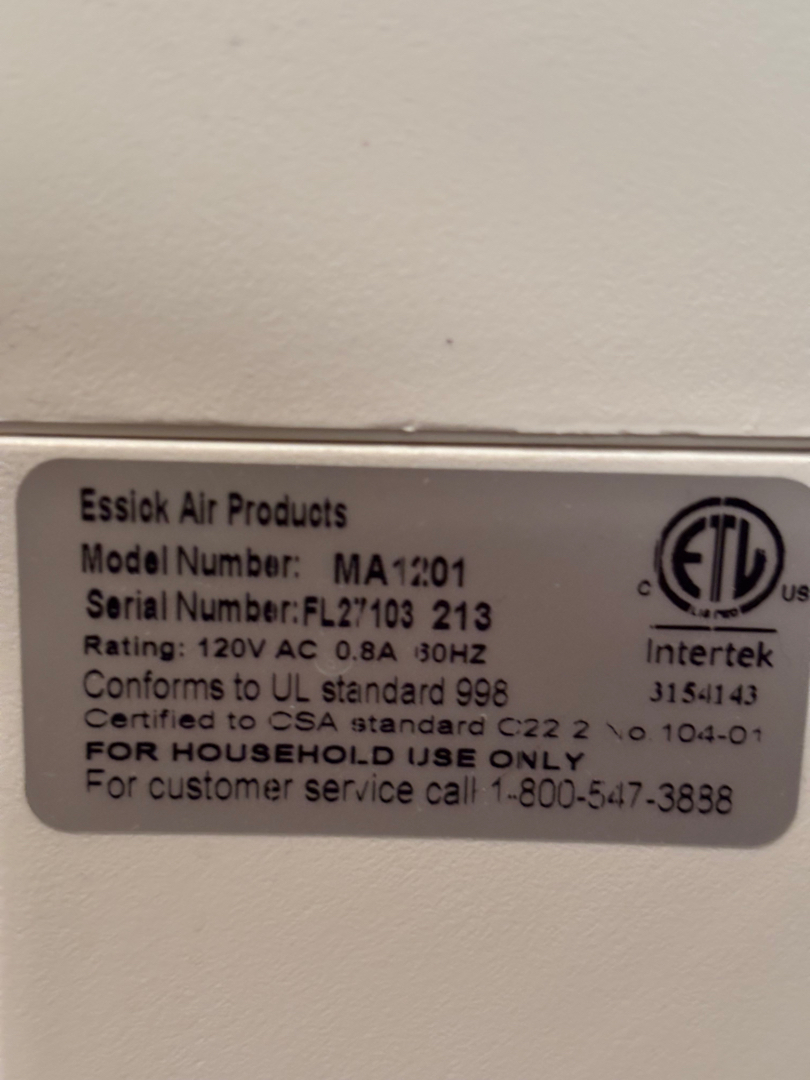 Essick Air Products
Model Number: MA1201
Serial Number:FL27103 213
Rating: 120V AC 0.8A 60HZ
Conforms to UL standard 998
Certified to CSA standard C22 2 No. 104-01
FOR HOUSEHOLD USE ONLY
For customer service call 1-800-547-3888
ETL
LISTED
C US
Intertek
3154143